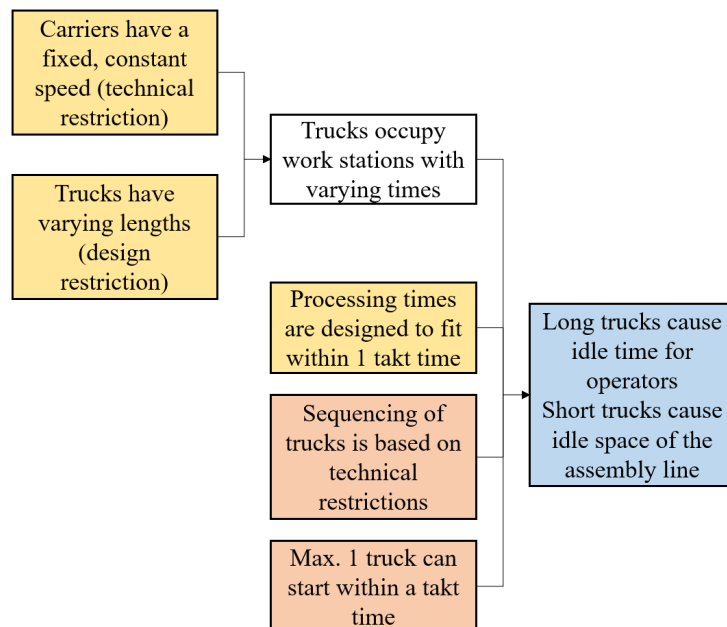 Carriers have a
fixed, constant
speed (technical
restriction)
Trucks have
varying lengths
(design
restriction)
Trucks occupy
work stations with
varying times
Processing times
are designed to fit
within 1 takt time
Sequencing of
trucks is based on
technical
restrictions
Max. 1 truck can
start within a takt
time
Long trucks cause
idle time for
operators
Short trucks cause
idle space of the
assembly line